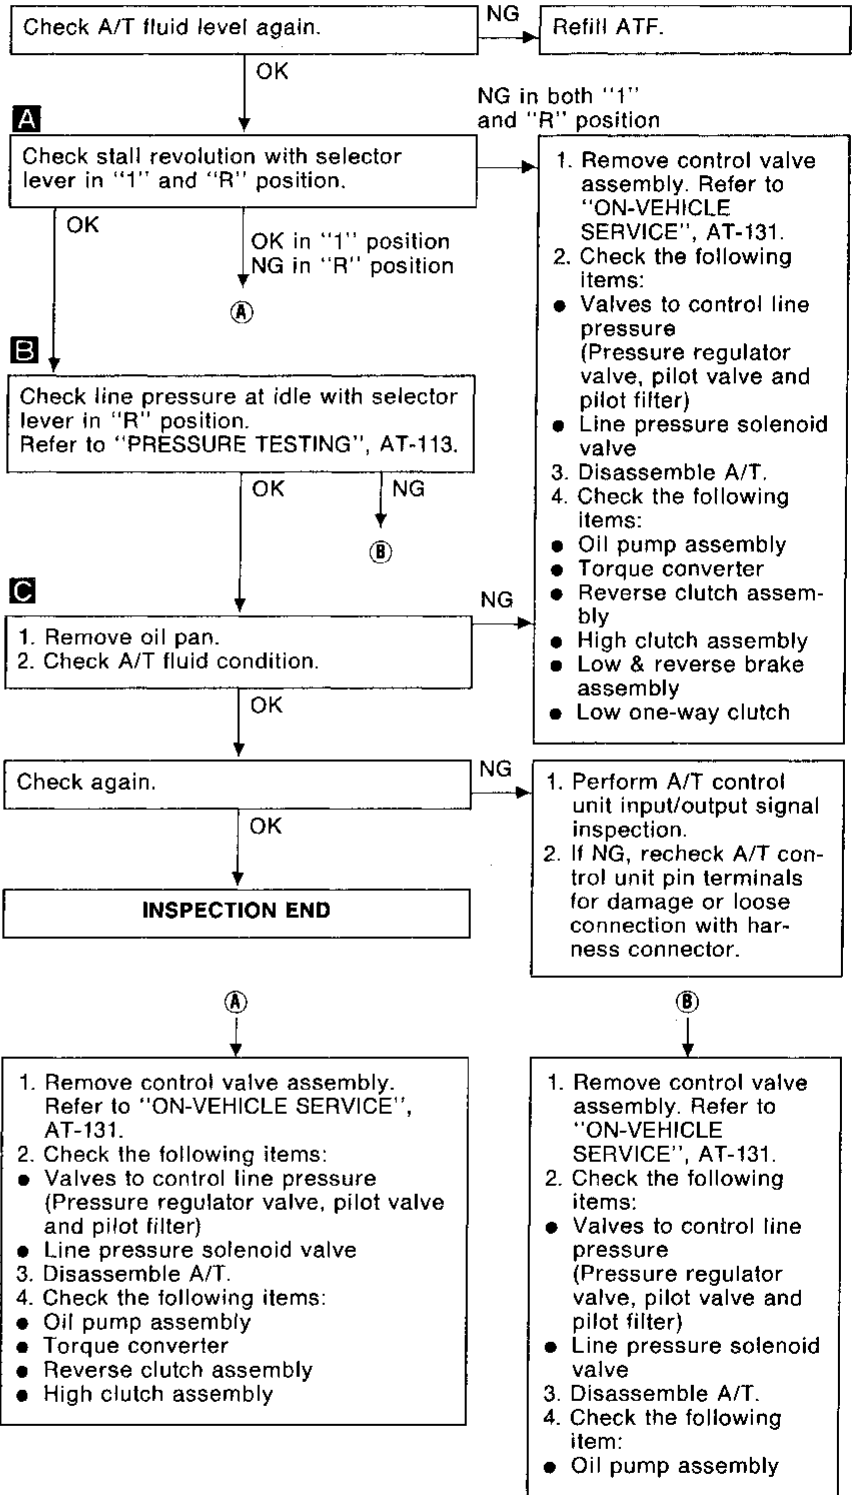 Check A/T fluid level again.
NG
Refill ATF.
OK
A
NG in both "1"
and "R" position
Check stall revolution with selector
lever in "1" and "R" position.
OK
OK in "1" position
NG in "R" position
A
1. Remove control valve
assembly. Refer to
"ON-VEHICLE
SERVICE", AT-131.
2. Check the following
items:
● Valves to control line
pressure
(Pressure regulator
valve, pilot valve and
pilot filter)
● Line pressure solenoid
valve
3. Disassemble A/T.
4. Check the following
items:
● Oil pump assembly
● Torque converter
● Reverse clutch assem-
bly
● High clutch assembly
● Low & reverse brake
assembly
● Low one-way clutch
B
Check line pressure at idle with selector
lever in "R" position.
Refer to "PRESSURE TESTING", AT-113.
OK
NG
B
C
1. Remove oil pan.
2. Check A/T fluid condition.
NG
OK
Check again.
NG
1. Perform A/T control
unit input/output signal
inspection.
2. If NG, recheck A/T con-
trol unit pin terminals
for damage or loose
connection with har-
ness connector.
OK
INSPECTION END
A
1. Remove control valve assembly.
Refer to "ON-VEHICLE SERVICE",
AT-131.
2. Check the following items:
● Valves to control line pressure
(Pressure regulator valve, pilot valve
and pilot filter)
● Line pressure solenoid valve
3. Disassemble A/T.
4. Check the following items:
● Oil pump assembly
● Torque converter
● Reverse clutch assembly
● High clutch assembly
B
1. Remove control valve
assembly. Refer to
"ON-VEHICLE
SERVICE", AT-131.
2. Check the following
items:
● Valves to control line
pressure
(Pressure regulator
valve, pilot valve and
pilot filter)
● Line pressure solenoid
valve
3. Disassemble A/T.
4. Check the following
item:
● Oil pump assembly